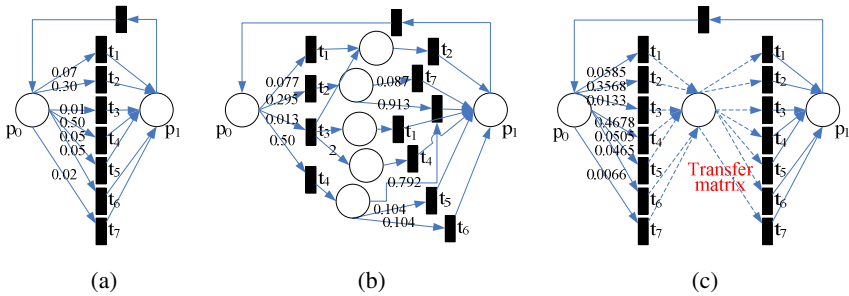 t1
0.07
0.30
t2
0.01
t3
0.50
0.05
t4
0.05
t5
0.02
t6
t7
p0
p1
(a)
t1
t2
0.077
0.295
t2
0.087
t7
0.913
0.013
t3
t1
0.50
2
t4
t4
0.792
0.104
t5
0.104
t6
p0
p1
(b)
t1
t1
0.0585
0.3568
t2
t2
0.0133
t3
t3
0.4678
0.0505
t4
t4
0.0465
t5
t5
0.0066
Transfer
matrix
t6
t6
t7
t7
p0
p1
(c)